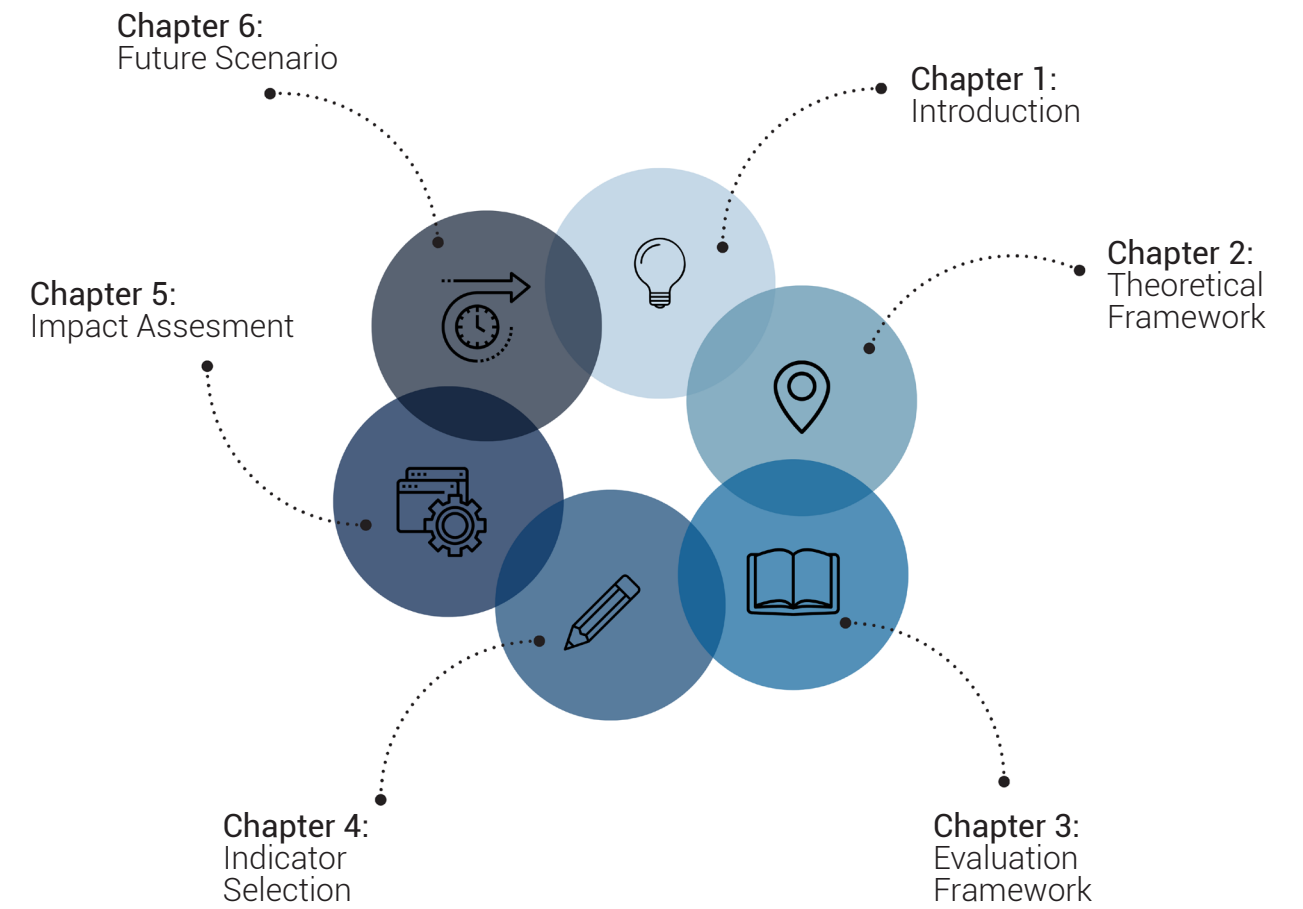 Chapter 6:
Future Scenario
Chapter 1:
Introduction
Chapter 2:
Theoretical
Framework
Chapter 5:
Impact Assesment
Chapter 4:
Indicator
Selection
Chapter 3:
Evaluation
Framework